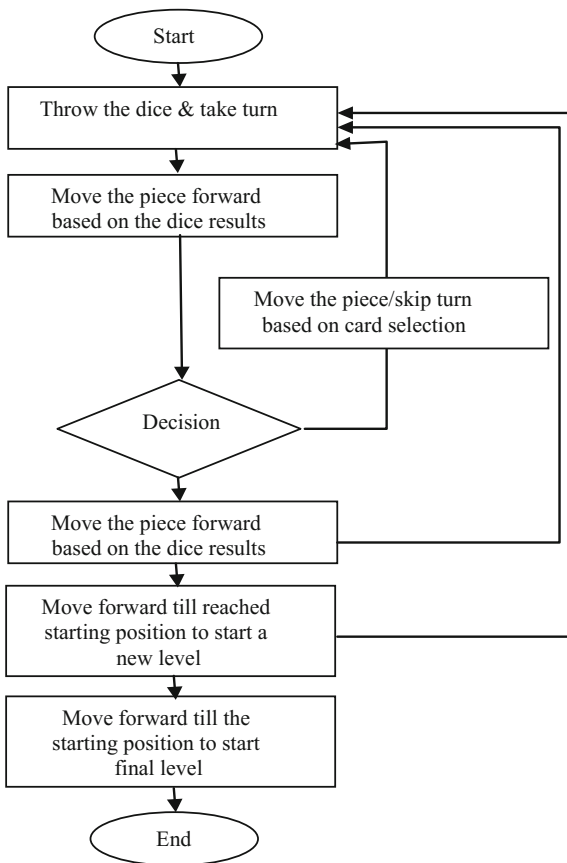 Start
Throw the dice & take turn
Move the piece forward
based on the dice results
Move the piece/skip turn
based on card selection
Decision
Move the piece forward
based on the dice results
Move forward till reached
starting position to start a
new level
Move forward till the
starting position to start
final level
End